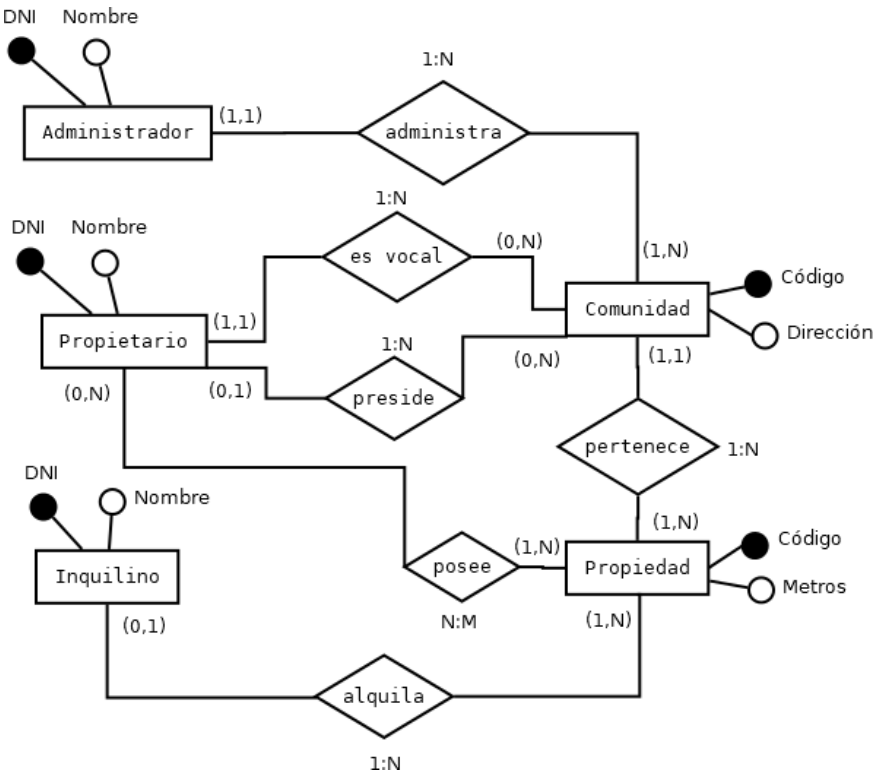 DNI Nombre
1:N
Administrador (1,1) administra
DNI Nombre
1:N
es vocal (0,N) (1,N)
Código
Comunidad
Dirección
Propietario (1,1)
1:N
(0,N) (1,1)
(0,N) (0,1) preside
pertenece 1:N
DNI Nombre
(1,N)
Código
posee (1,N) Propiedad
Metros
Inquilino
N:M (1,N)
(0,1)
alquila
1:N